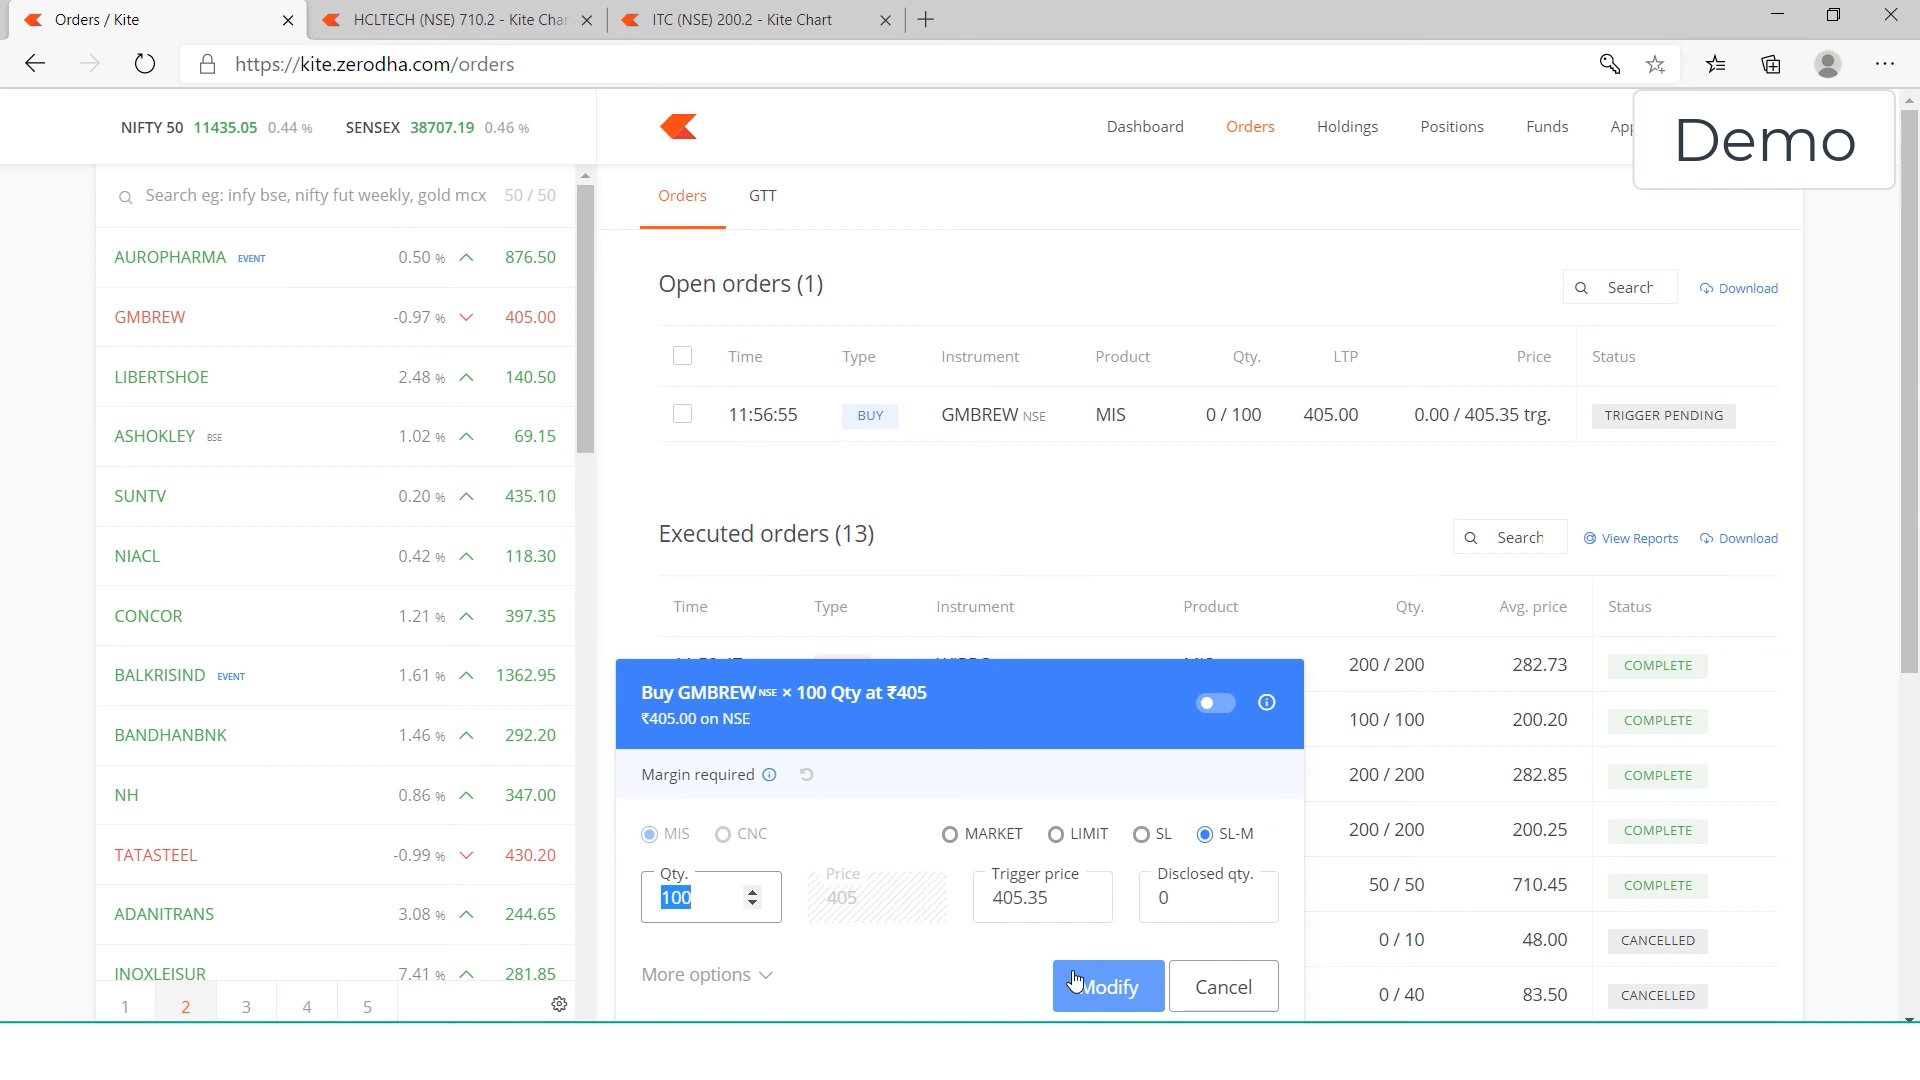 Orders / Kite
HCLTECH (NSE) 710.2 - Kite Char
ITC (NSE) 200.2 - Kite Chart
https://kite.zerodha.com/orders
NIFTY 50 11435.05 0.44 %
SENSEX 38707.19 0.46 %
Dashboard
Orders
Holdings
Positions
Funds
App
Demo
Search eg: infy bse, nifty fut weekly, gold mcx 50 / 50
AUROPHARMA EVENT 0.50 % 876.50
GMBREW -0.97 % 405.00
LIBERTSHOE 2.48 % 140.50
ASHOKLEY BSE 1.02 % 69.15
SUNTV 0.20 % 435.10
NIACL 0.42 % 118.30
CONCOR 1.21 % 397.35
BALKRISIND EVENT 1.61 % 1362.95
BANDHANBNK 1.46 % 292.20
NH 0.86 % 347.00
TATASTEEL -0.99 % 430.20
ADANITRANS 3.08 % 244.65
INOXLEISUR 7.41 % 281.85
1 2 3 4 5
Orders GTT
Open orders (1)
Search Download
Time Type Instrument Product Qty. LTP Price Status
11:56:55 BUY GMBREW NSE MIS 0 / 100 405.00 0.00 / 405.35 trg. TRIGGER PENDING
Executed orders (13)
Search View Reports Download
Time Type Instrument Product Qty. Avg. price Status
200 / 200 282.73 COMPLETE
100 / 100 200.20 COMPLETE
200 / 200 282.85 COMPLETE
200 / 200 200.25 COMPLETE
50 / 50 710.45 COMPLETE
0 / 10 48.00 CANCELLED
0 / 40 83.50 CANCELLED
Buy GMBREW NSE × 100 Qty at ₹405
₹405.00 on NSE
Margin required
MIS CNC MARKET LIMIT SL SL-M
Qty. Price Trigger price Disclosed qty.
100 405 405.35 0
More options Modify Cancel